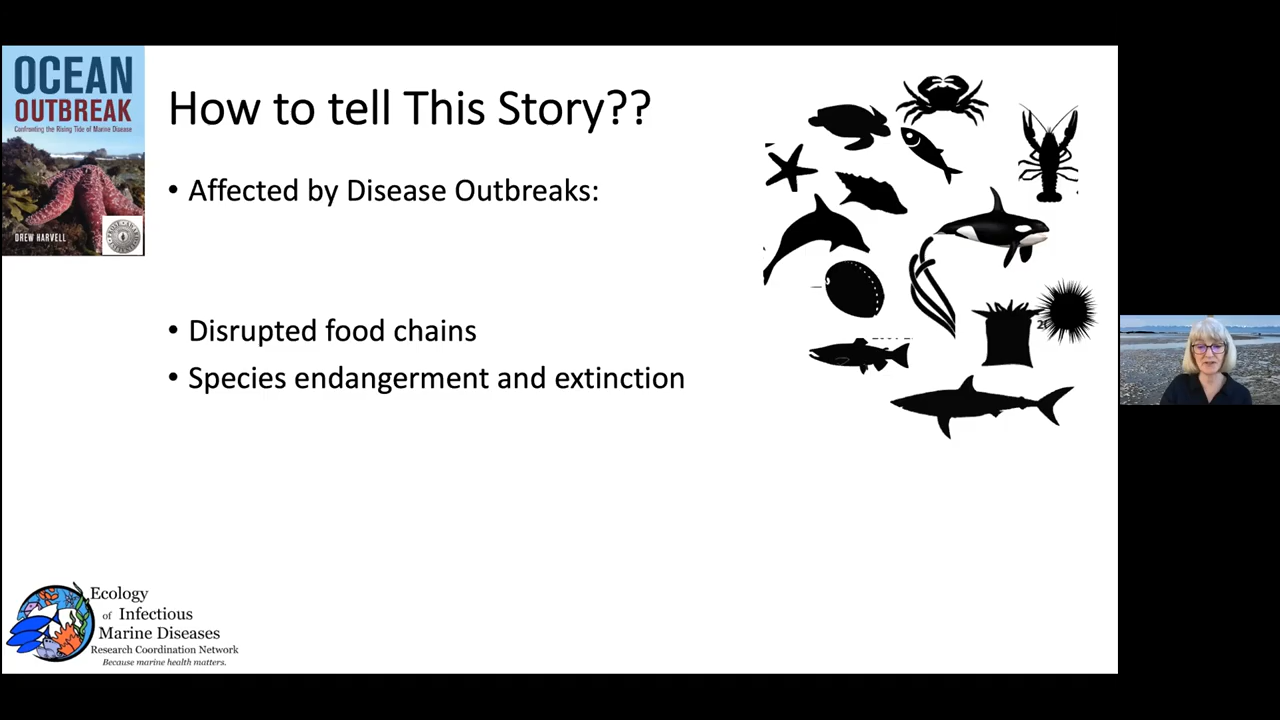 OCEAN
OUTBREAK
Confronting the Rising Tide of Marine Disease
DREW HARVELL
How to tell This Story??
• Affected by Disease Outbreaks:
• Disrupted food chains
• Species endangerment and extinction
Ecology
of Infectious
Marine Diseases
Research Coordination Network
Because marine health matters.